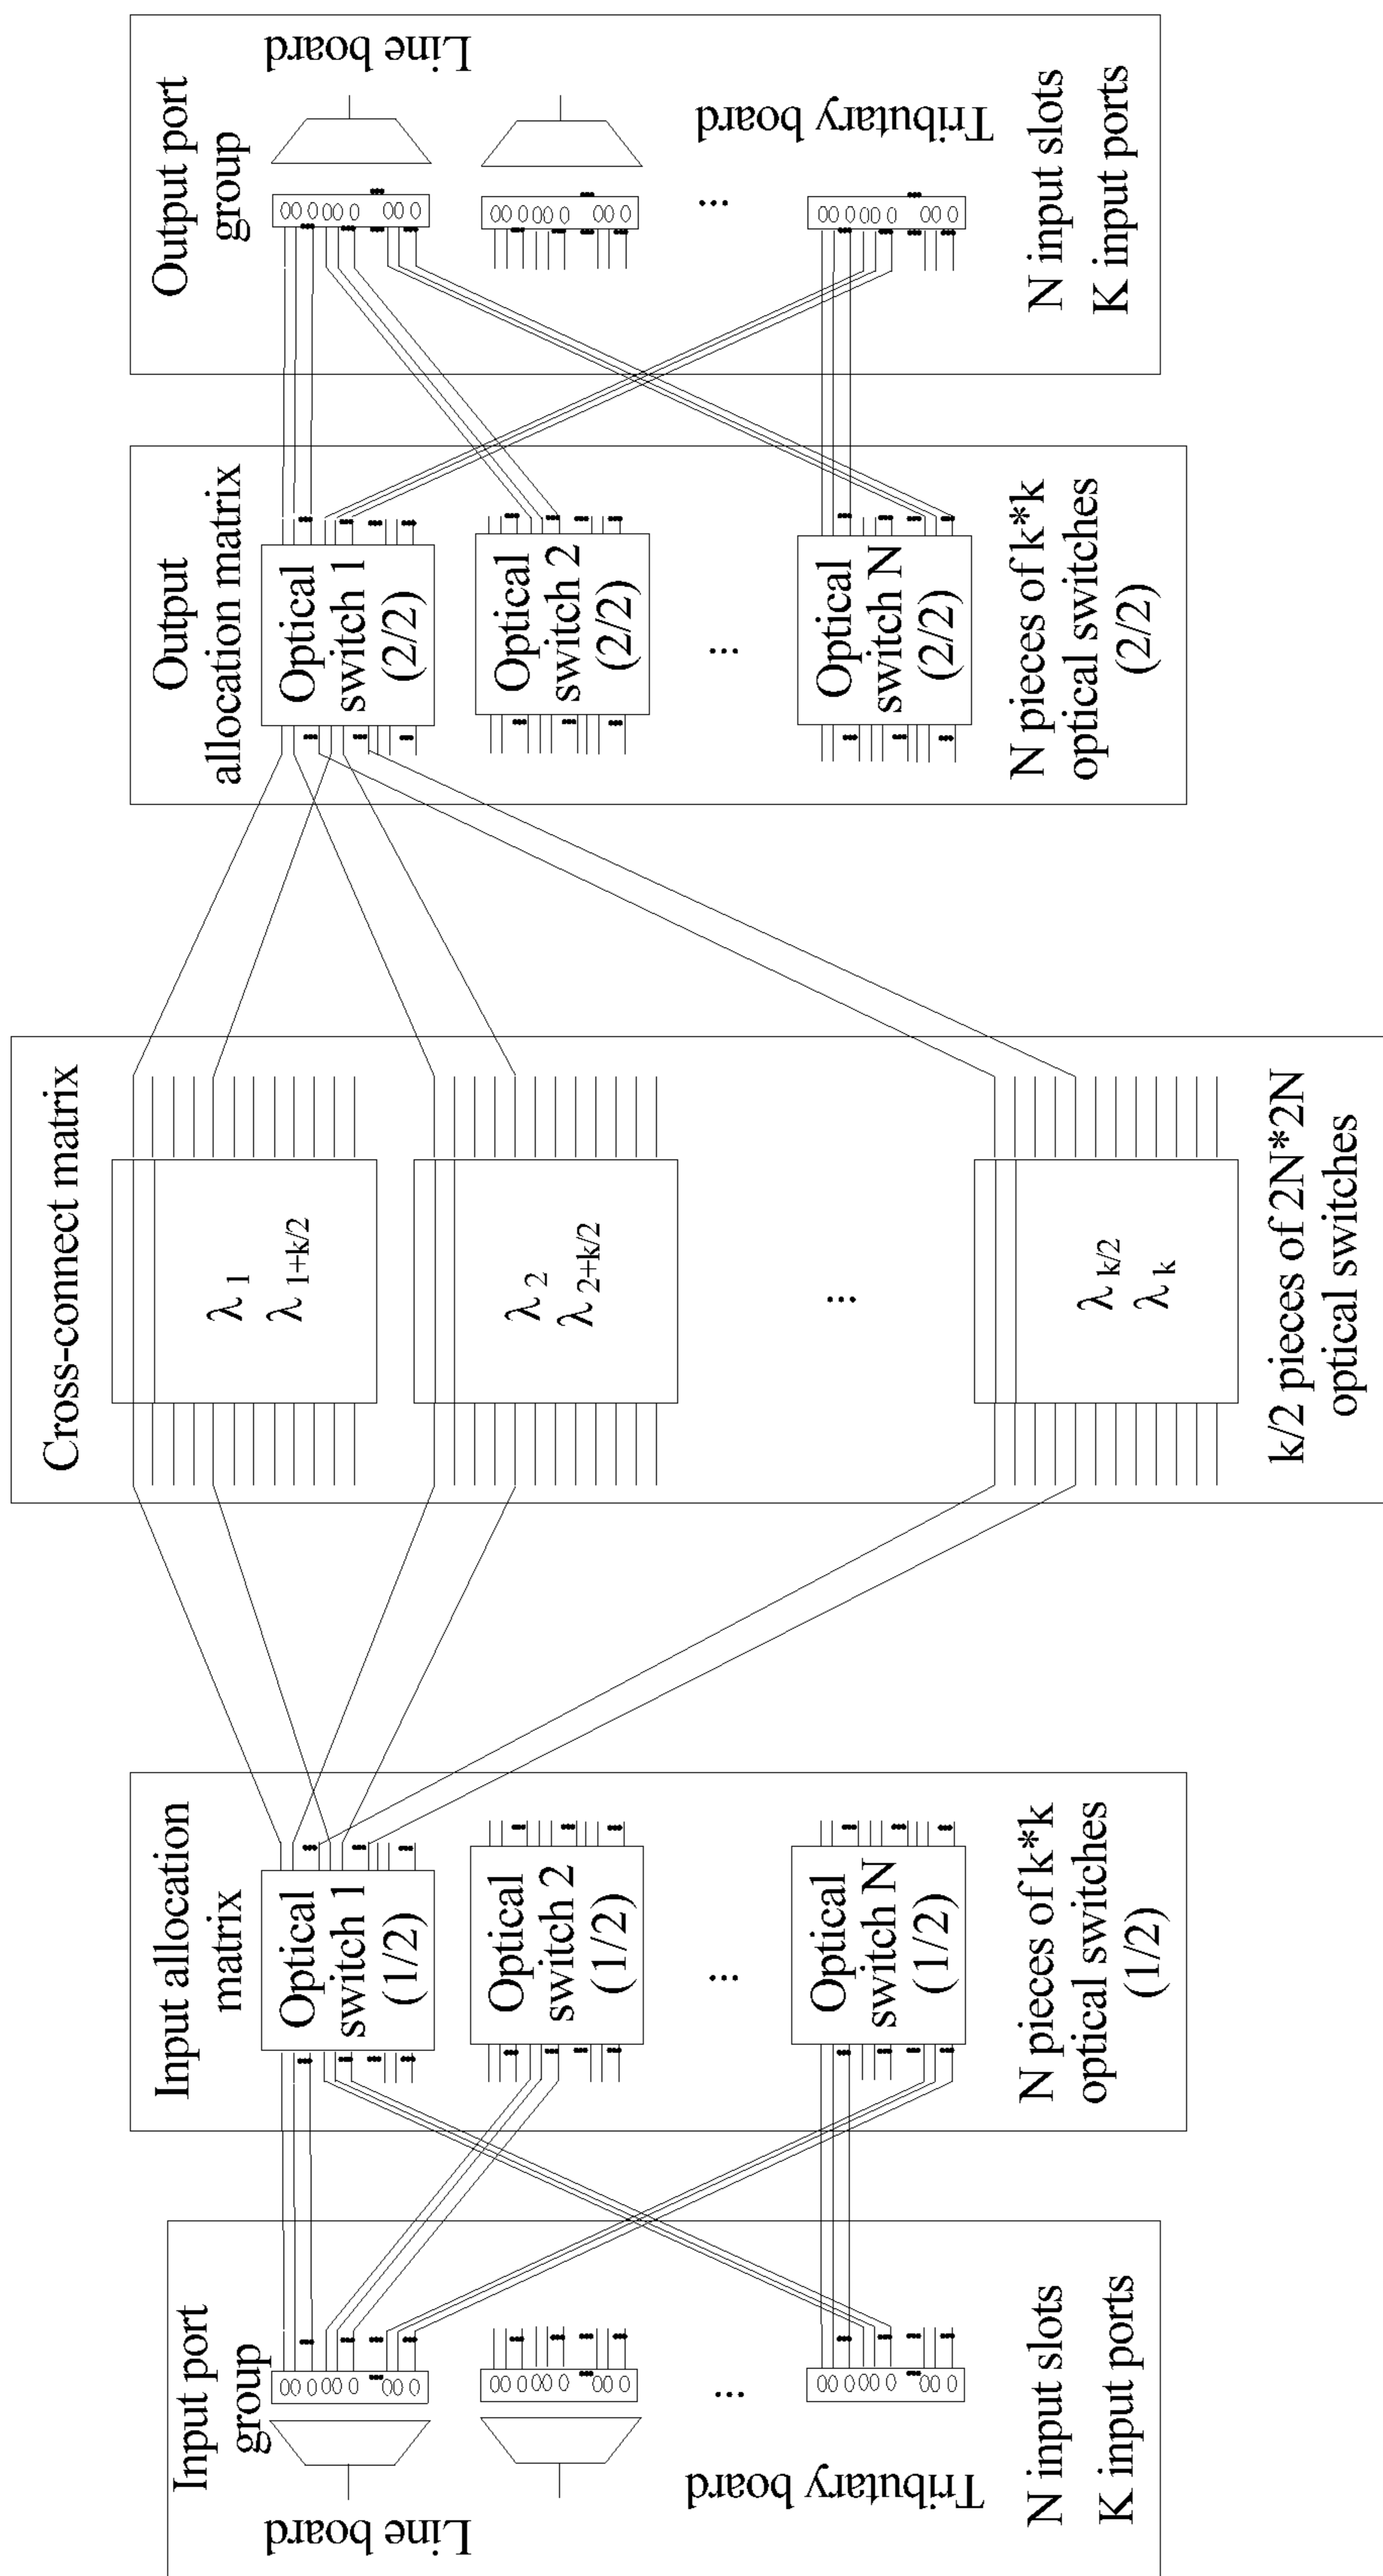 Input port
group
Line board
Tributary board
...
N input slots
K input ports
Input allocation
matrix
Optical
switch 1
(1/2)
Optical
switch 2
(1/2)
...
Optical
switch N
(1/2)
N pieces of k*k
optical switches
(1/2)
Cross-connect matrix
λ 1
λ 1+k/2
λ 2
λ 2+k/2
...
λ k/2
λ k
k/2 pieces of 2N*2N
optical switches
Output
allocation matrix
Optical
switch 1
(2/2)
Optical
switch 2
(2/2)
...
Optical
switch N
(2/2)
N pieces of k*k
optical switches
(2/2)
Output port
group
Line board
Tributary board
...
N input slots
K input ports